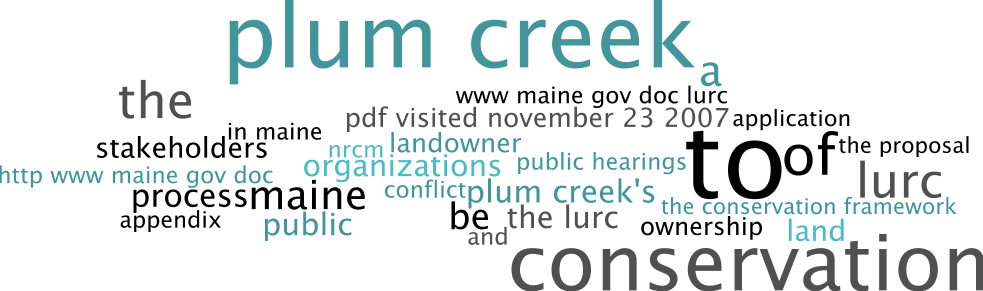 plum creek
a
the
www maine gov doc lurc
pdf visited november 23 2007
application
in maine
stakeholders
nrcm
landowner
to
of
the proposal
organizations
public hearings
http www maine gov doc
lurc
process
maine
conflict
plum creek's
the conservation framework
appendix
public
be
the lurc
ownership
land
and
conservation